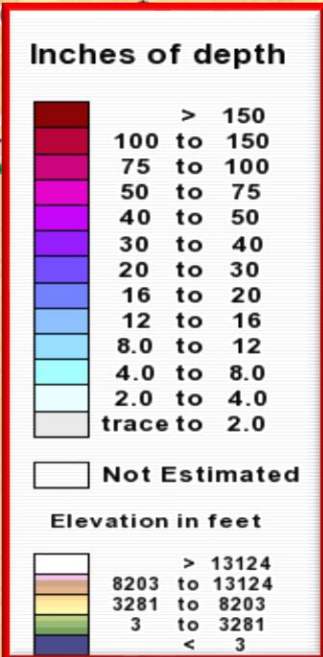 Inches of depth
> 150
100 to 150
75 to 100
50 to 75
40 to 50
30 to 40
20 to 30
16 to 20
12 to 16
8.0 to 12
4.0 to 8.0
2.0 to 4.0
trace to 2.0
Not Estimated
Elevation in feet
> 13124
8203 to 13124
3281 to 8203
3 to 3281
< 3